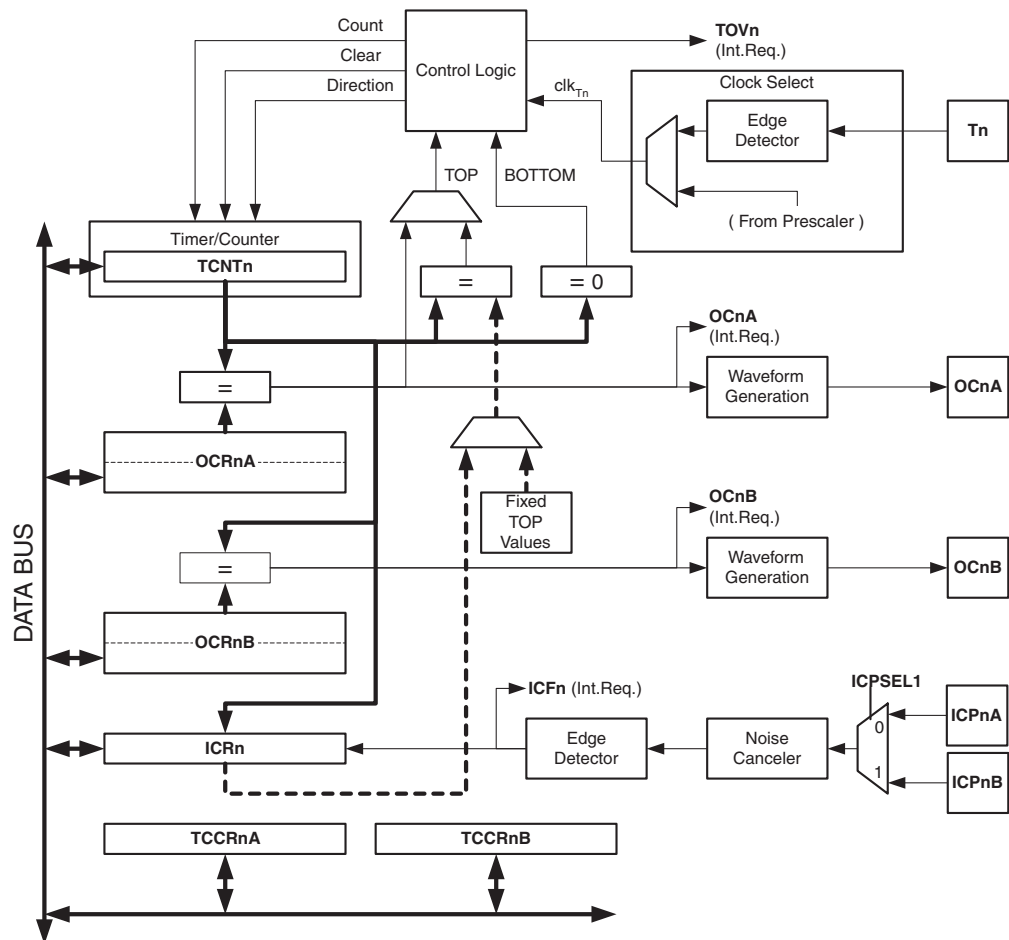 Count
Clear
Direction
Control Logic
TOVn
(Int.Req.)
clkTn
Clock Select
Edge
Detector
Tn
( From Prescaler )
TOP
BOTTOM
Timer/Counter
TCNTn
=
= 0
=
OCnA
(Int.Req.)
Waveform
Generation
OCnA
OCRnA
Fixed
TOP
Values
OCnB
(Int.Req.)
=
Waveform
Generation
OCnB
OCRnB
DATA BUS
ICFn (Int.Req.)
ICPSEL1
ICRn
Edge
Detector
Noise
Canceler
0
1
ICPnA
ICPnB
TCCRnA
TCCRnB